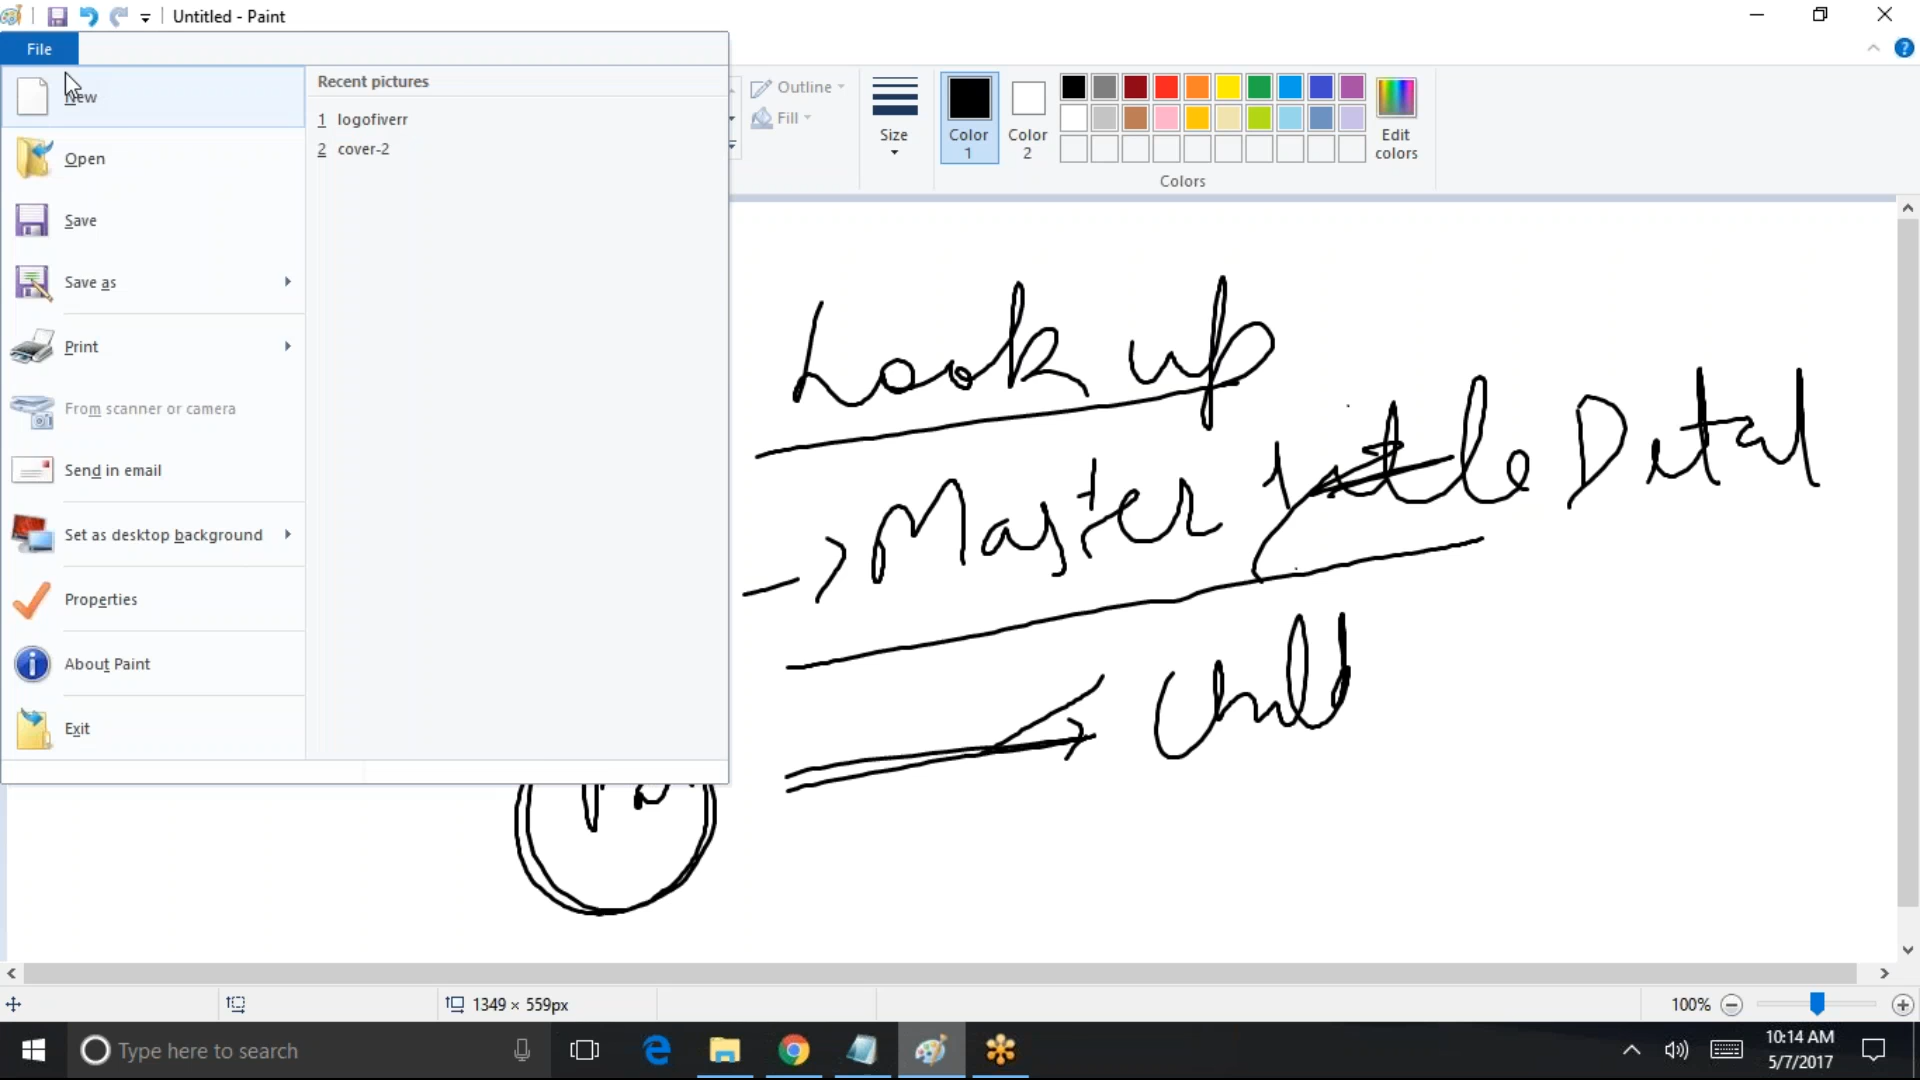 Untitled - Paint
File
New
Open
Save
Save as
Print
From scanner or camera
Send in email
Set as desktop background
Properties
About Paint
Exit
Recent pictures
1 logofiverr
2 cover-2
Outline
Fill
Size
Color 1
Color 2
Edit colors
Colors
Look up
Master Detal
Child
1349 × 559px
100%
Type here to search
10:14 AM
5/7/2017